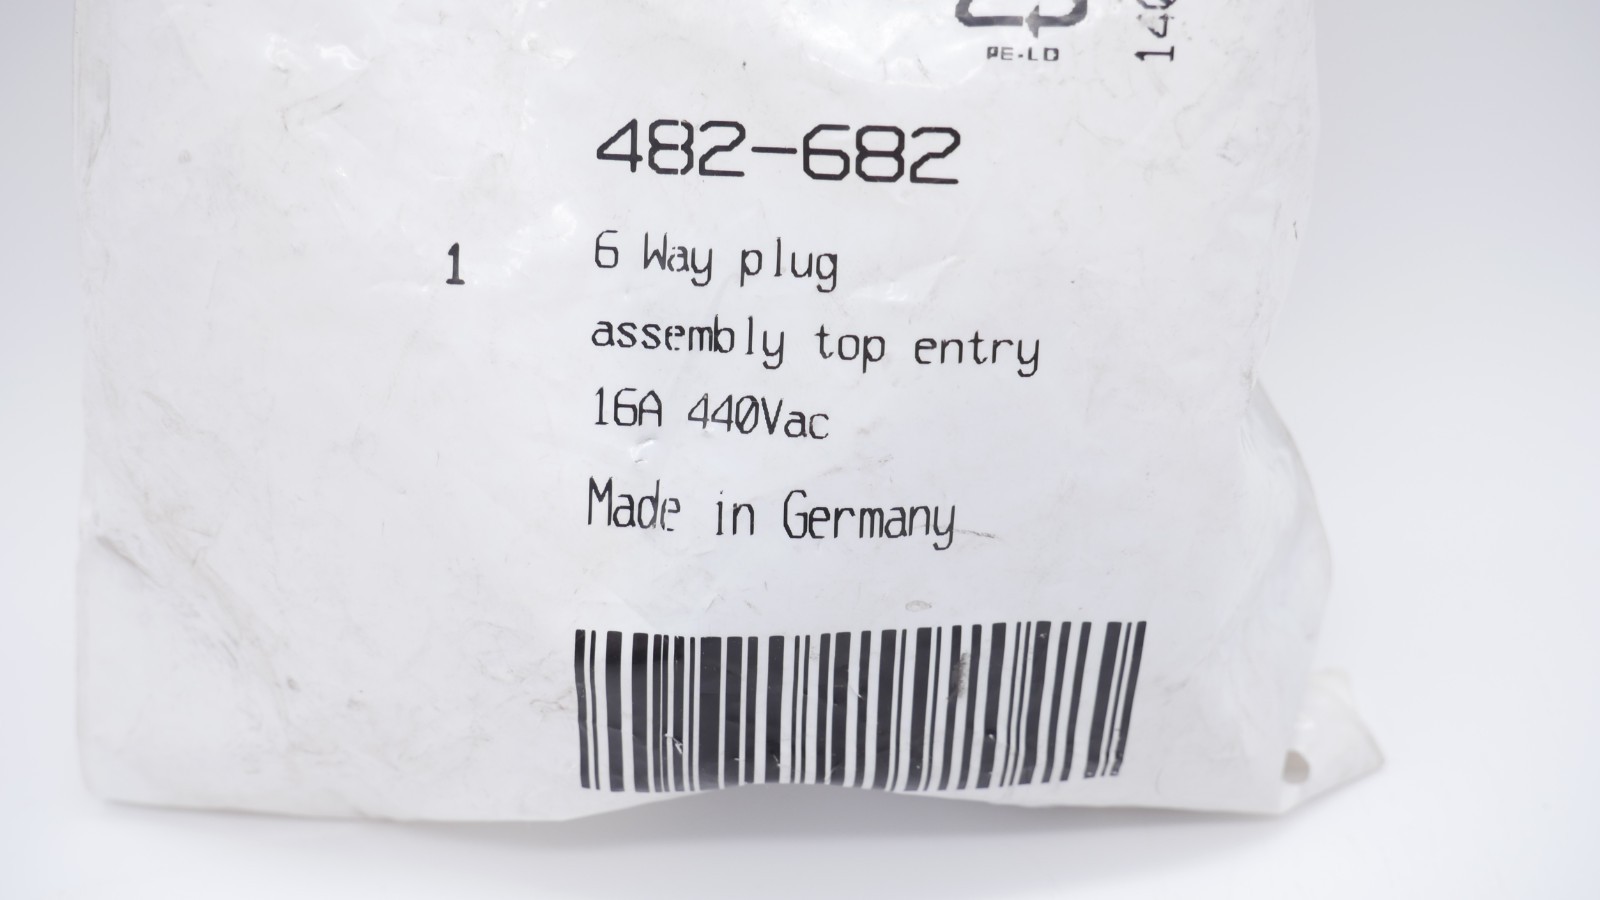 PE-LD
482-682
1
6 Way plug
assembly top entry
16A 440Vac
Made in Germany